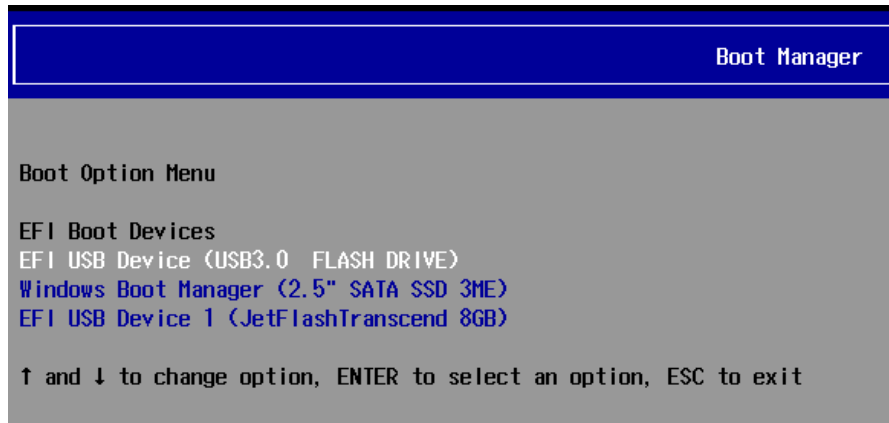 Boot Manager
Boot Option Menu
EFI Boot Devices
EFI USB Device (USB3.0  FLASH DRIVE)
Windows Boot Manager (2.5" SATA SSD 3ME)
EFI USB Device 1 (JetFlashTranscend 8GB)
↑ and ↓ to change option, ENTER to select an option, ESC to exit